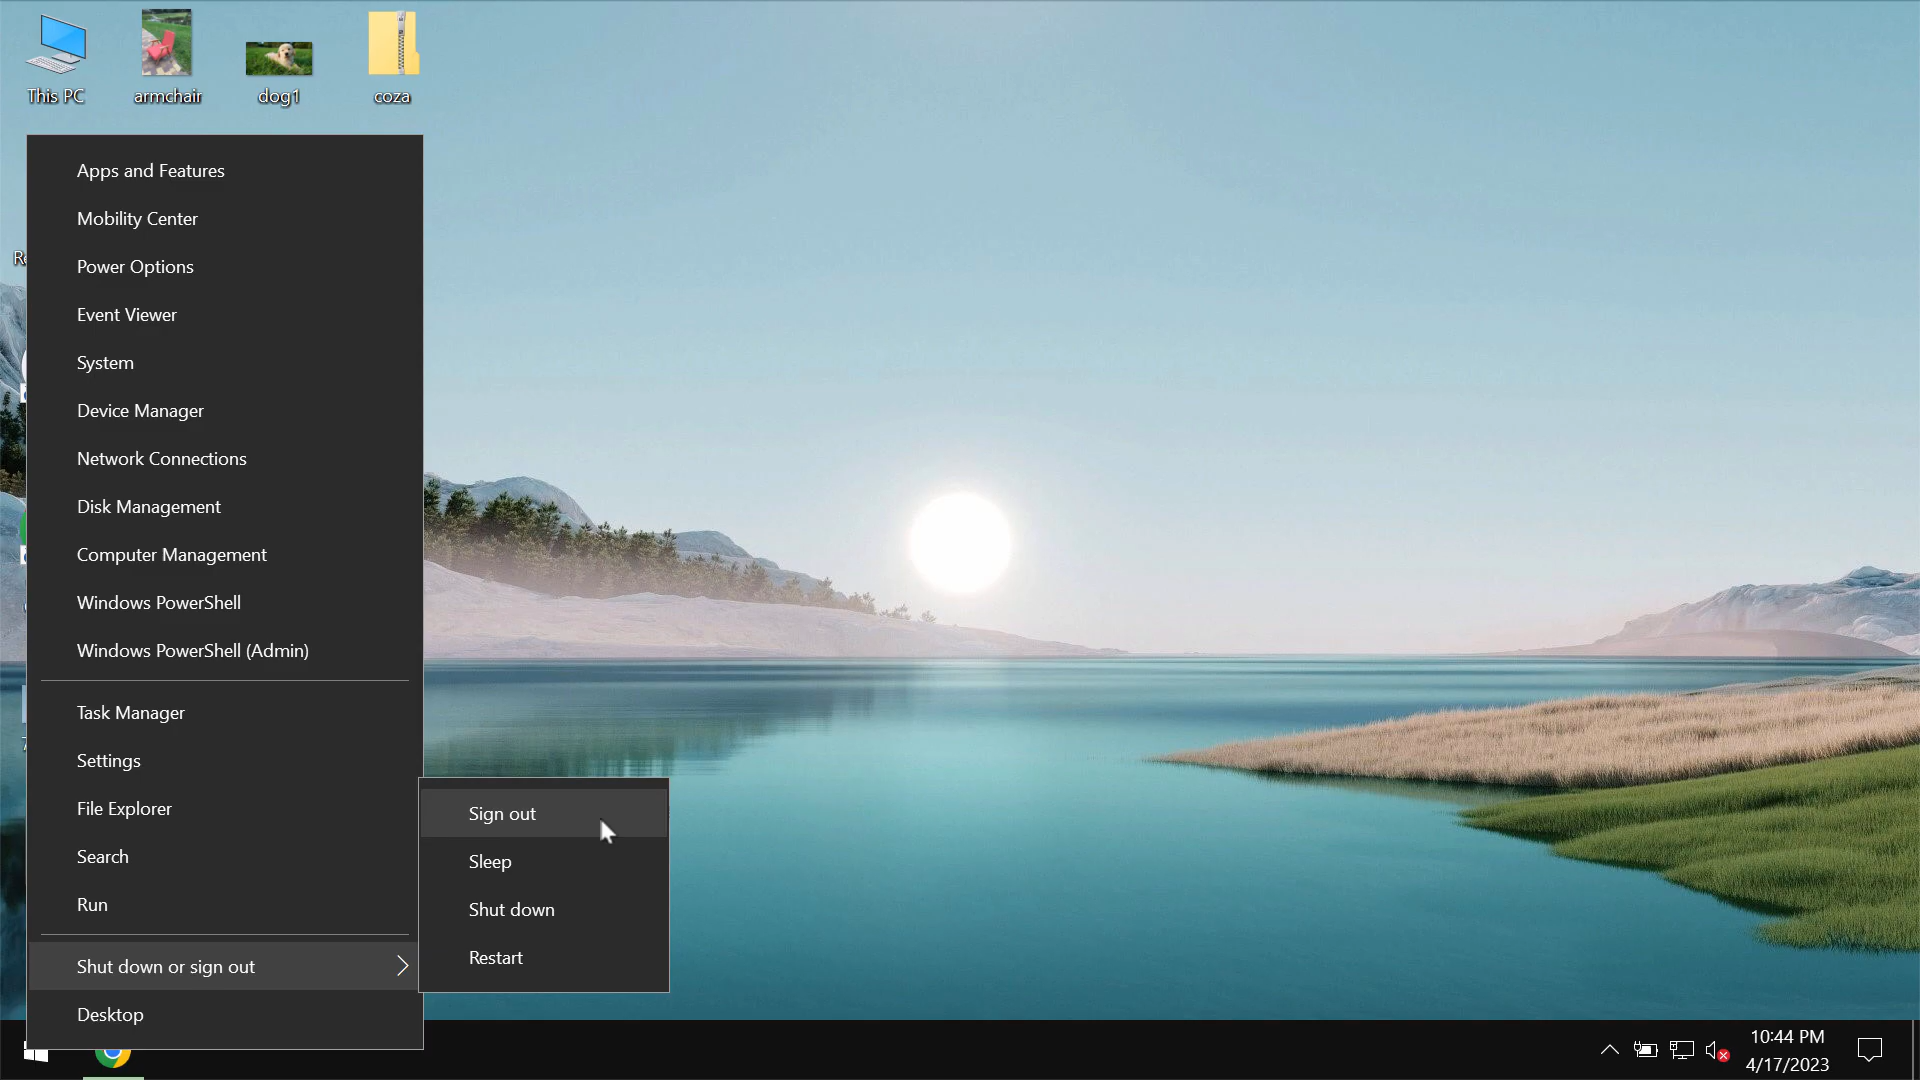 This PC
armchair
dog1
coza
Apps and Features
Mobility Center
Power Options
Event Viewer
System
Device Manager
Network Connections
Disk Management
Computer Management
Windows PowerShell
Windows PowerShell (Admin)
Task Manager
Settings
File Explorer
Search
Run
Shut down or sign out
Desktop
Sign out
Sleep
Shut down
Restart
10:44 PM
4/17/2023